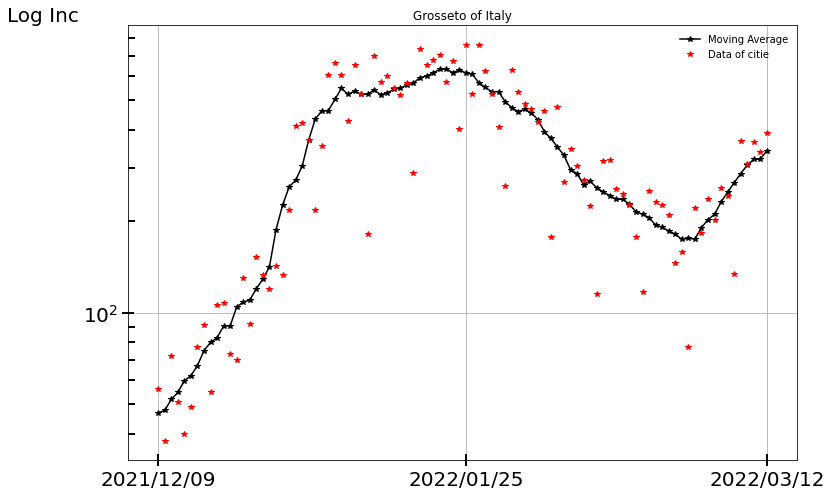 Log Inc
Grosseto of Italy
Moving Average
Data of citie
10²
2021/12/09
2022/01/25
2022/03/12